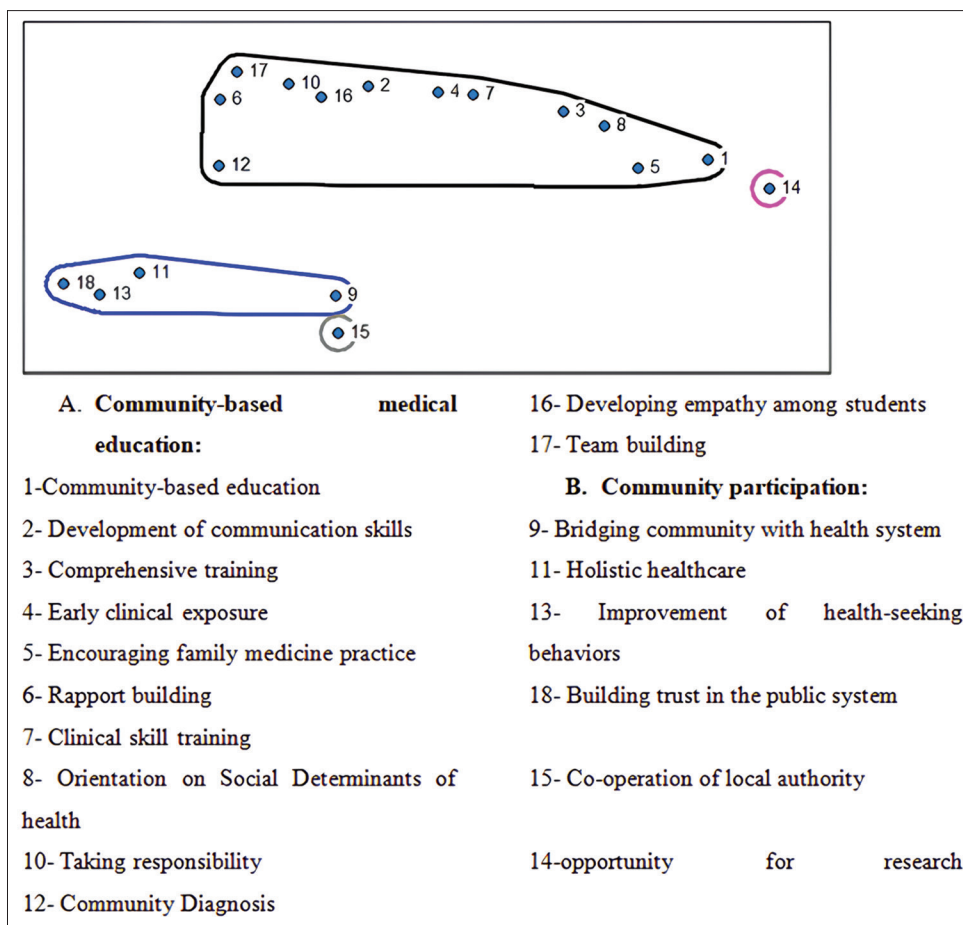 17
10
2
6
16
4
7
3
8
12
5
1
14
11
18
13
9
15
A. Community-based medical
education:
1-Community-based education
2- Development of communication skills
3- Comprehensive training
4- Early clinical exposure
5- Encouraging family medicine practice
6- Rapport building
7- Clinical skill training
8- Orientation on Social Determinants of
health
10- Taking responsibility
12- Community Diagnosis
16- Developing empathy among students
17- Team building
B. Community participation:
9- Bridging community with health system
11- Holistic healthcare
13- Improvement of health-seeking
behaviors
18- Building trust in the public system
15- Co-operation of local authority
14-opportunity for research